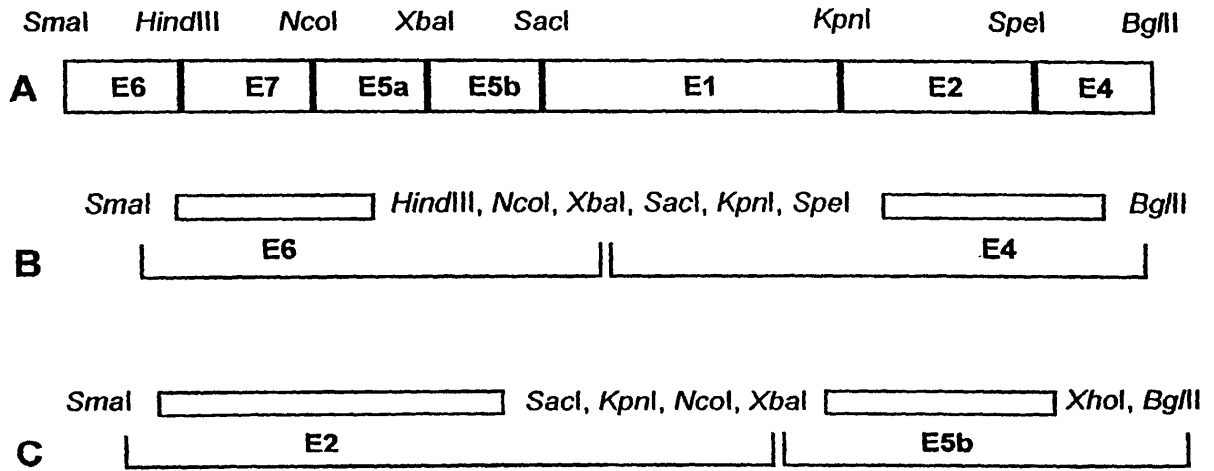 SmaI HindIII NcoI XbaI SacI KpnI SpeI BglII
A E6 E7 E5a E5b E1 E2 E4
SmaI HindIII, NcoI, XbaI, SacI, KpnI, SpeI BglII
B E6 E4
SmaI SacI, KpnI, NcoI, XbaI XhoI, BglII
C E2 E5b